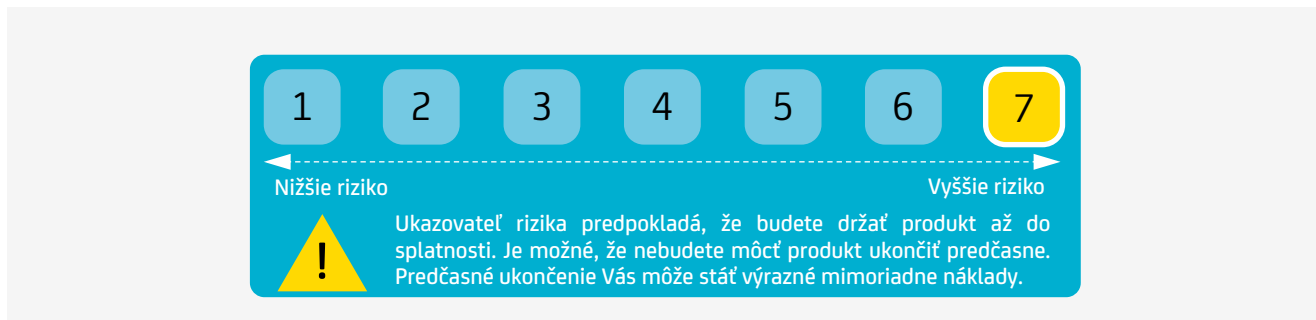 1 2 3 4 5 6 7
Nižšie riziko Vyššie riziko
! Ukazovateľ rizika predpokladá, že budete držať produkt až do
splatnosti. Je možné, že nebudete môcť produkt ukončiť predčasne.
Predčasné ukončenie Vás môže stáť výrazné mimoriadne náklady.